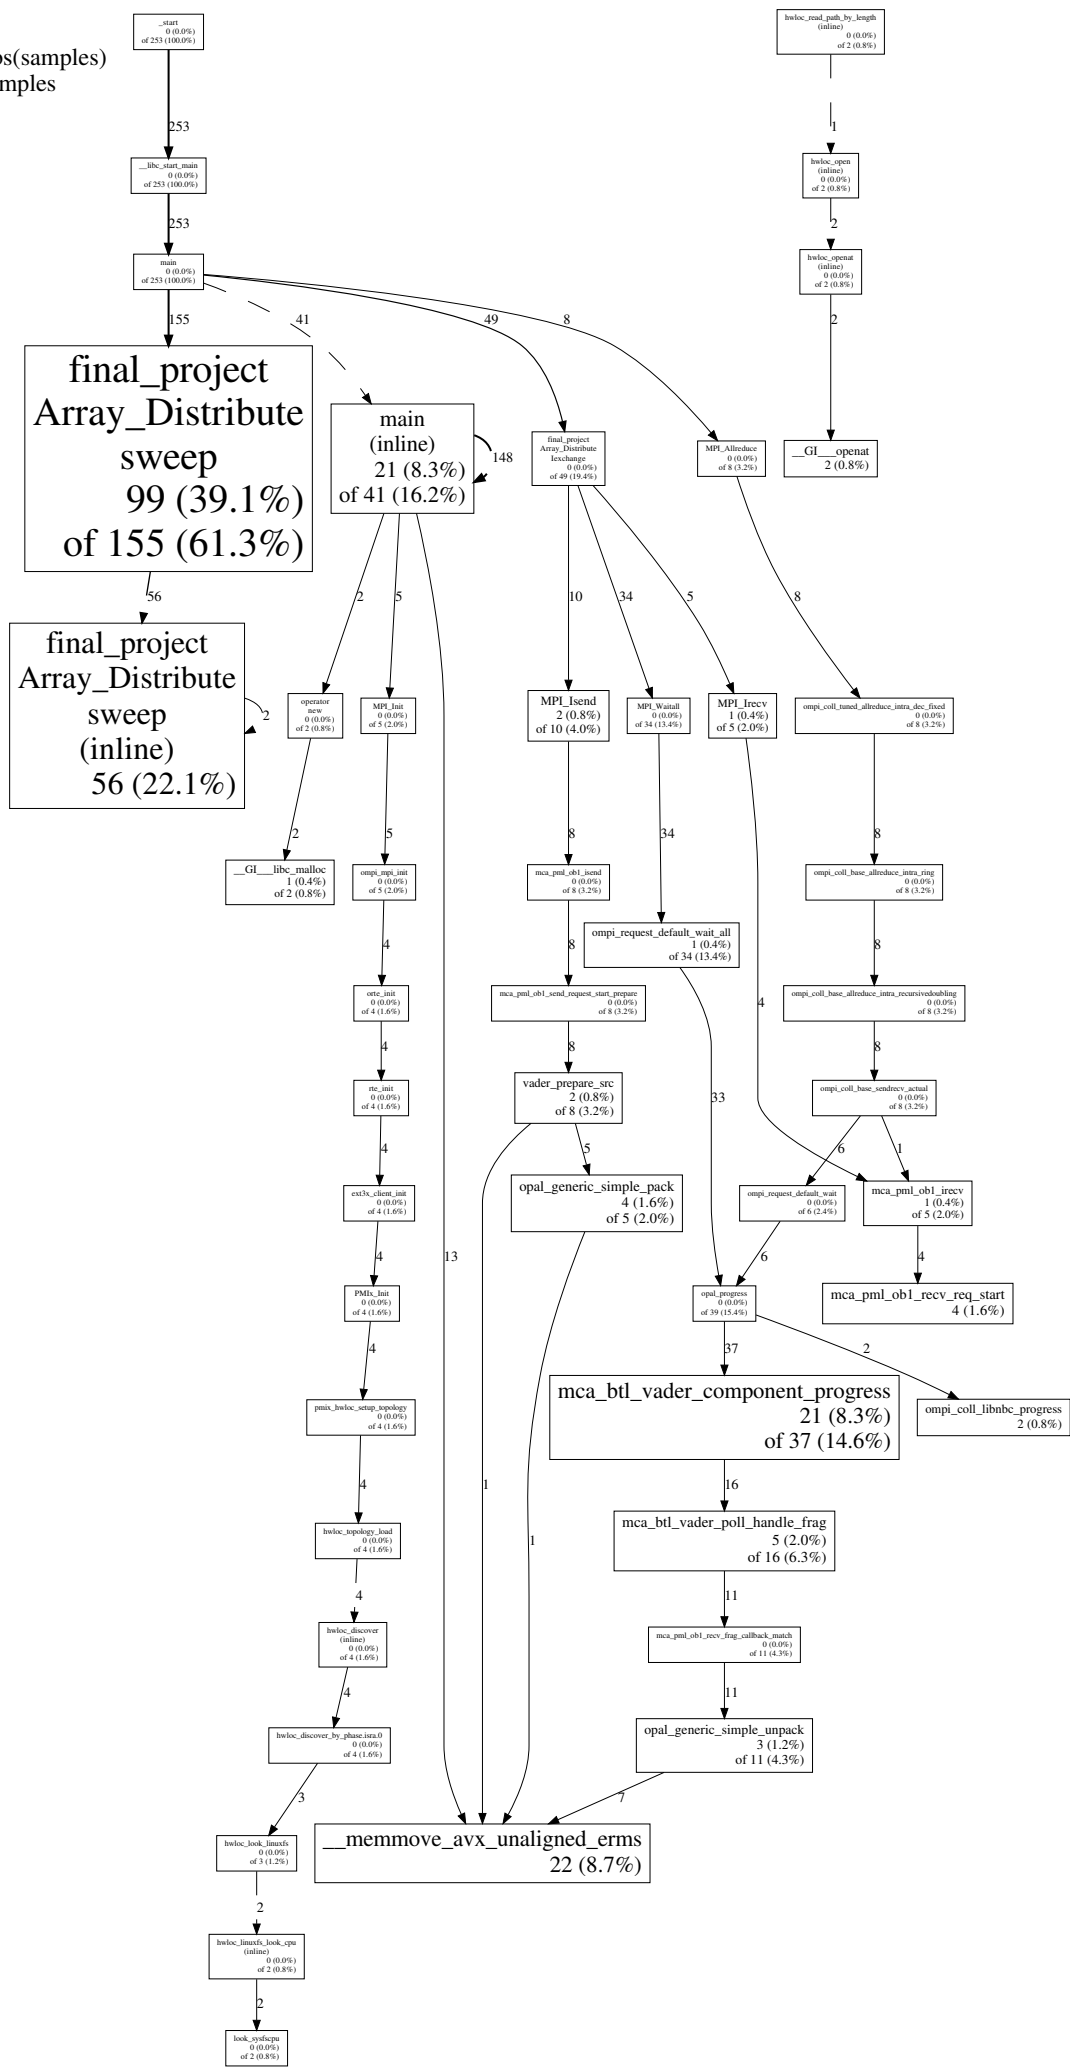 _start
0 (0.0%)
of 253 (100.0%)
hwloc_read_path_by_length
(inline)
0 (0.0%)
of 2 (0.8%)
os(samples)
mples
253
1
__libc_start_main
0 (0.0%)
of 253 (100.0%)
hwloc_open
(inline)
0 (0.0%)
of 2 (0.8%)
253
2
main
0 (0.0%)
of 253 (100.0%)
hwloc_openat
(inline)
0 (0.0%)
of 2 (0.8%)
155
41
49
8
2
final_project
Array_Distribute
sweep
99 (39.1%)
of 155 (61.3%)
main
(inline)
21 (8.3%)
of 41 (16.2%)
148
final_project
Array_Distribute
Iexchange
0 (0.0%)
of 49 (19.4%)
MPI_Allreduce
0 (0.0%)
of 8 (3.2%)
__GI___openat
2 (0.8%)
56
2
5
10
34
5
8
final_project
Array_Distribute
sweep
(inline)
56 (22.1%)
2
operator
new
0 (0.0%)
of 2 (0.8%)
MPI_Init
0 (0.0%)
of 5 (2.0%)
MPI_Isend
2 (0.8%)
of 10 (4.0%)
MPI_Waitall
0 (0.0%)
of 34 (13.4%)
MPI_Irecv
1 (0.4%)
of 5 (2.0%)
ompi_coll_tuned_allreduce_intra_dec_fixed
0 (0.0%)
of 8 (3.2%)
2
5
8
34
8
__GI___libc_malloc
1 (0.4%)
of 2 (0.8%)
ompi_mpi_init
0 (0.0%)
of 5 (2.0%)
mca_pml_ob1_isend
0 (0.0%)
of 8 (3.2%)
ompi_coll_base_allreduce_intra_ring
0 (0.0%)
of 8 (3.2%)
4
8
ompi_request_default_wait_all
1 (0.4%)
of 34 (13.4%)
8
orte_init
0 (0.0%)
of 4 (1.6%)
mca_pml_ob1_send_request_start_prepare
0 (0.0%)
of 8 (3.2%)
4
ompi_coll_base_allreduce_intra_recursivedoubling
0 (0.0%)
of 8 (3.2%)
4
8
8
rte_init
0 (0.0%)
of 4 (1.6%)
vader_prepare_src
2 (0.8%)
of 8 (3.2%)
33
ompi_coll_base_sendrecv_actual
0 (0.0%)
of 8 (3.2%)
4
5
6
1
ext3x_client_init
0 (0.0%)
of 4 (1.6%)
opal_generic_simple_pack
4 (1.6%)
of 5 (2.0%)
ompi_request_default_wait
0 (0.0%)
of 6 (2.4%)
mca_pml_ob1_irecv
1 (0.4%)
of 5 (2.0%)
4
13
6
4
PMIx_Init
0 (0.0%)
of 4 (1.6%)
opal_progress
0 (0.0%)
of 39 (15.4%)
mca_pml_ob1_recv_req_start
4 (1.6%)
4
37
2
pmix_hwloc_setup_topology
0 (0.0%)
of 4 (1.6%)
mca_btl_vader_component_progress
21 (8.3%)
of 37 (14.6%)
ompi_coll_libnbc_progress
2 (0.8%)
4
1
16
hwloc_topology_load
0 (0.0%)
of 4 (1.6%)
1
mca_btl_vader_poll_handle_frag
5 (2.0%)
of 16 (6.3%)
4
11
hwloc_discover
(inline)
0 (0.0%)
of 4 (1.6%)
mca_pml_ob1_recv_frag_callback_match
0 (0.0%)
of 11 (4.3%)
4
11
hwloc_discover_by_phase.isra.0
0 (0.0%)
of 4 (1.6%)
opal_generic_simple_unpack
3 (1.2%)
of 11 (4.3%)
3
7
hwloc_look_linuxfs
0 (0.0%)
of 3 (1.2%)
__memmove_avx_unaligned_erms
22 (8.7%)
2
hwloc_linuxfs_look_cpu
(inline)
0 (0.0%)
of 2 (0.8%)
2
look_sysfscpu
0 (0.0%)
of 2 (0.8%)